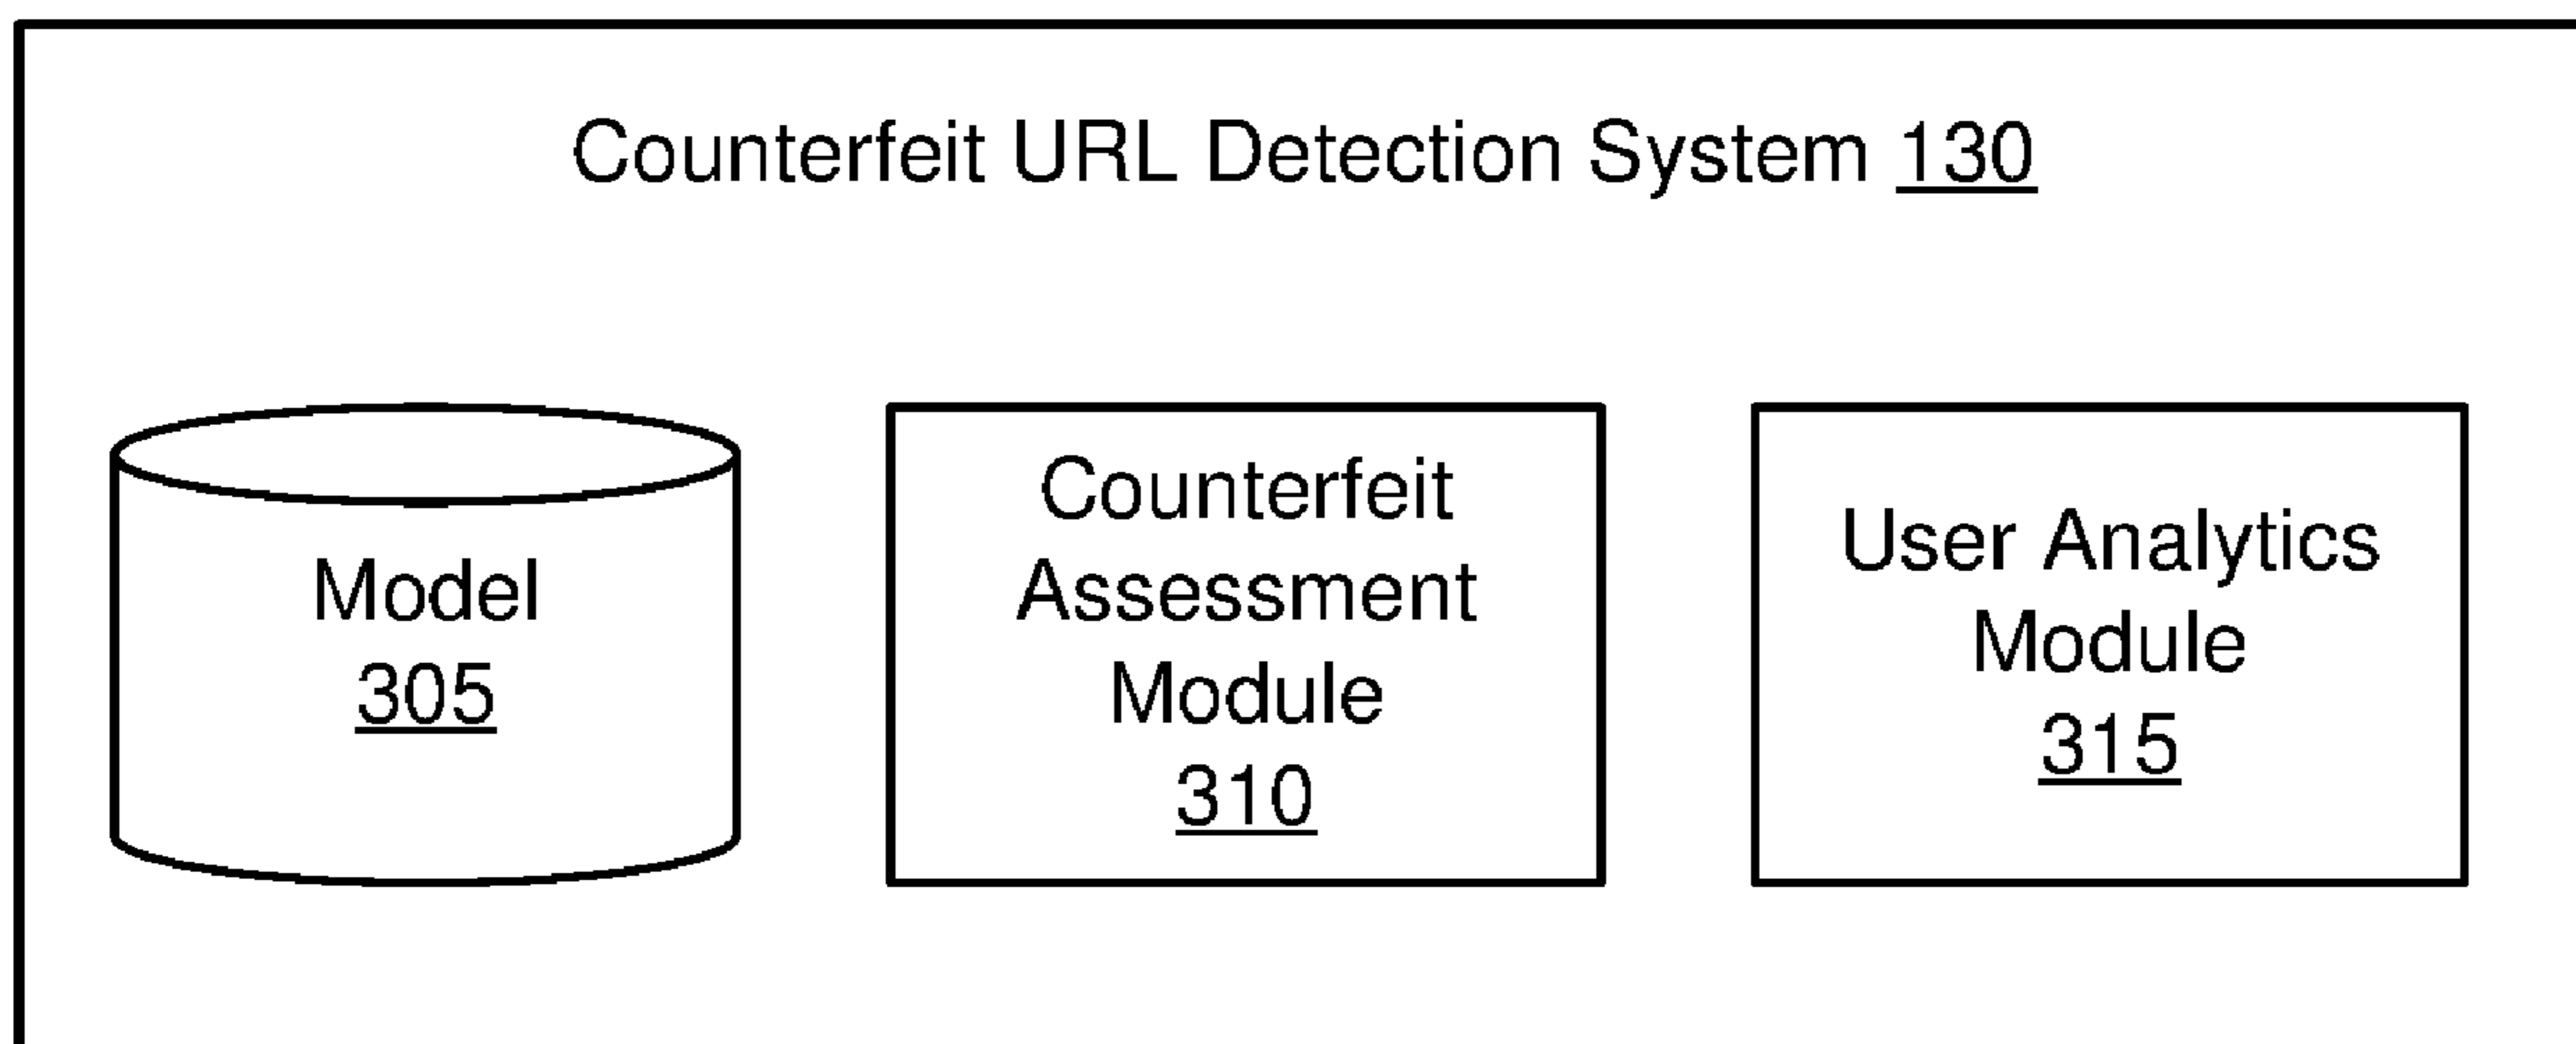 Counterfeit URL Detection System 130
Model
305
Counterfeit
Assessment
Module
310
User Analytics
Module
315